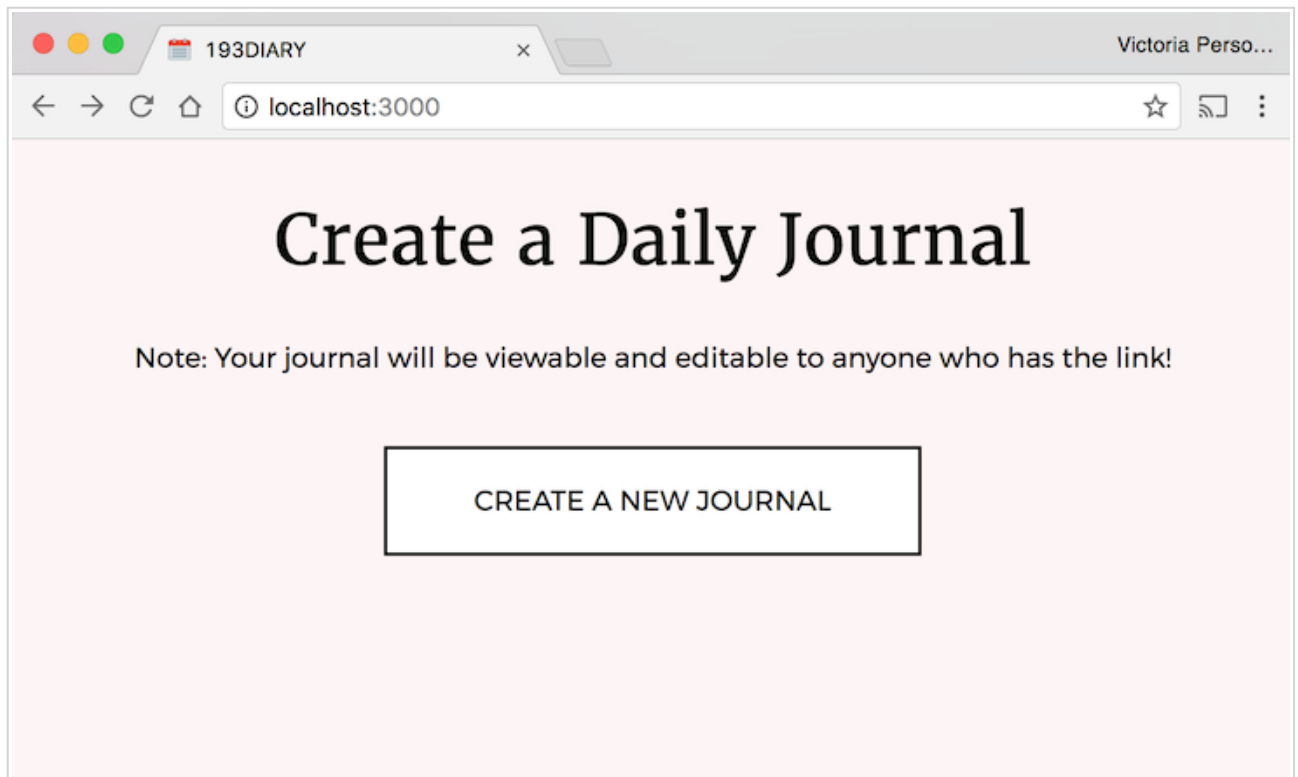 193DIARY
Victoria Perso...
localhost:3000
Create a Daily Journal
Note: Your journal will be viewable and editable to anyone who has the link!
CREATE A NEW JOURNAL